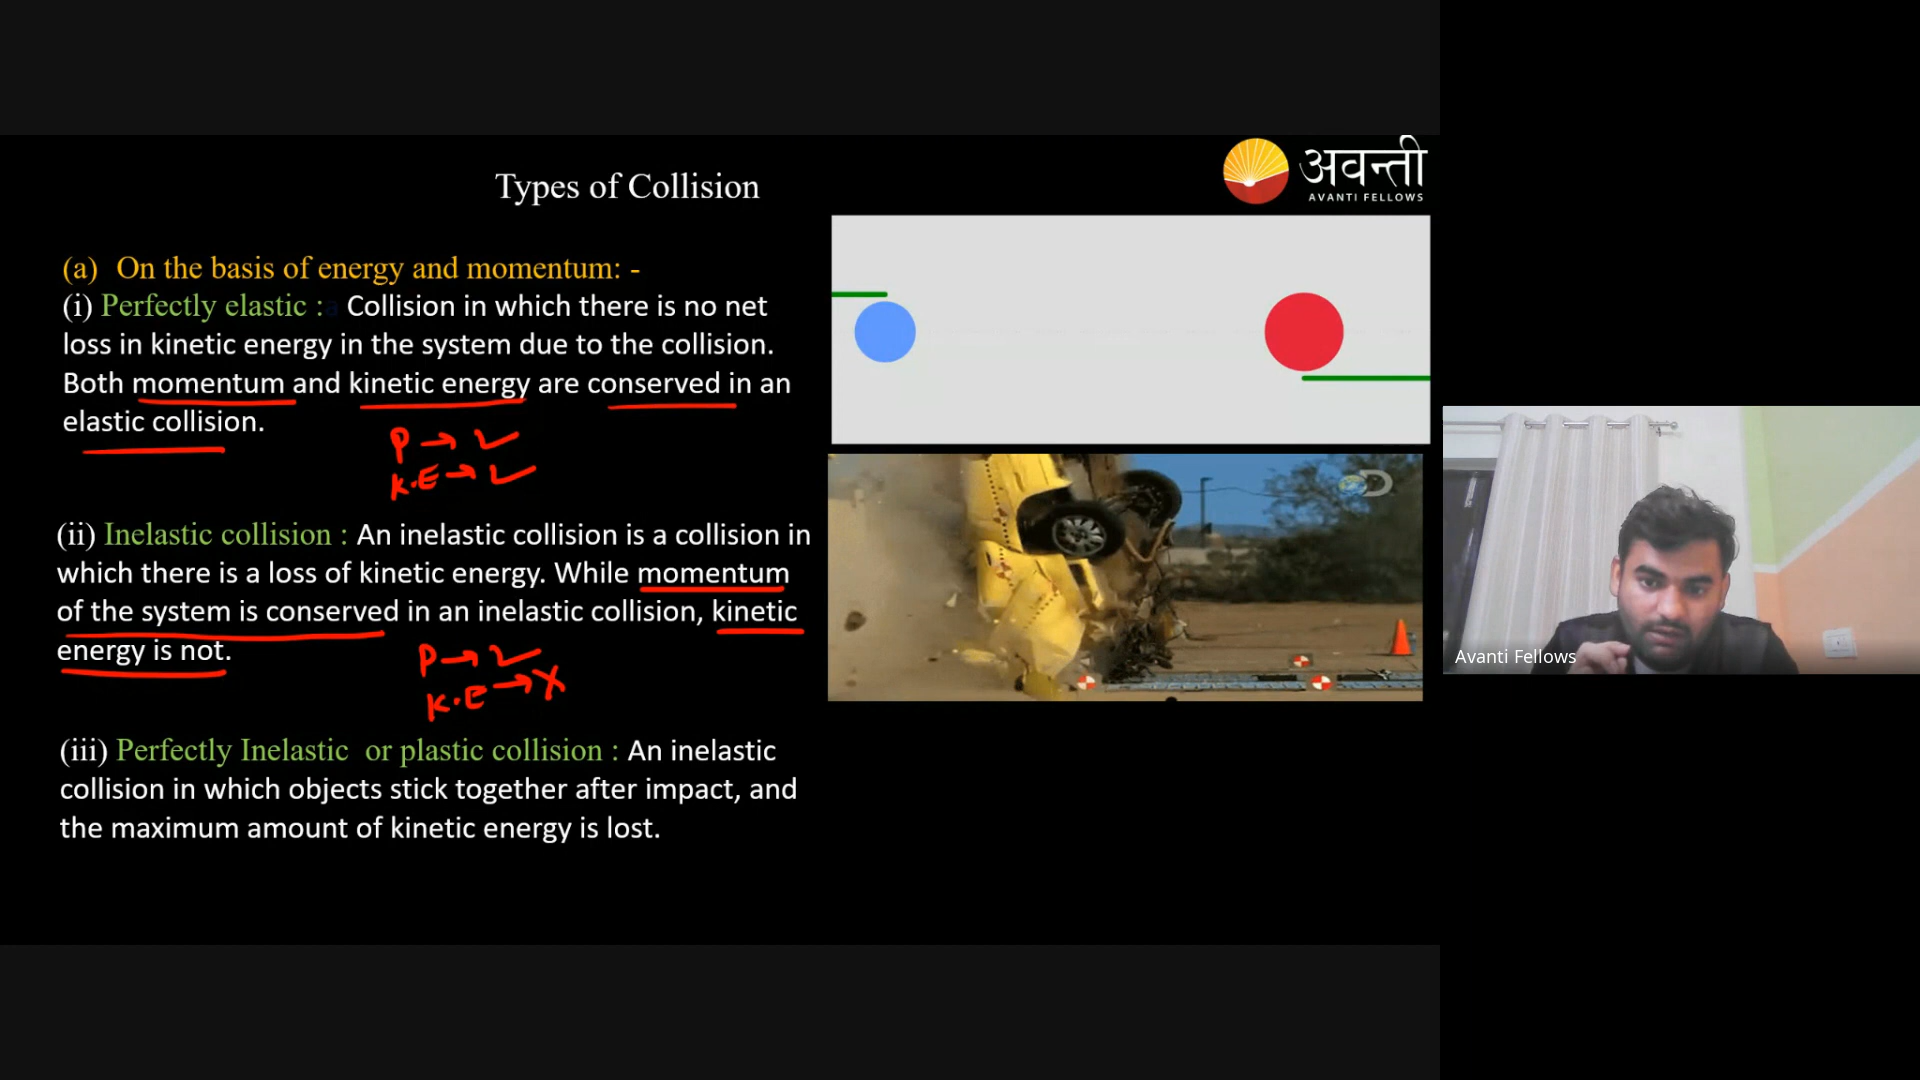 Types of Collision
अवन्ती
AVANTI FELLOWS
(a) On the basis of energy and momentum: -
(i) Perfectly elastic : a Collision in which there is no net
loss in kinetic energy in the system due to the collision.
Both momentum and kinetic energy are conserved in an
elastic collision.
P → ✓
K.E → ✓
(ii) Inelastic collision : An inelastic collision is a collision in
which there is a loss of kinetic energy. While momentum
of the system is conserved in an inelastic collision, kinetic
energy is not.
P → ✓
K.E → X
(iii) Perfectly Inelastic or plastic collision : An inelastic
collision in which objects stick together after impact, and
the maximum amount of kinetic energy is lost.
D
Avanti Fellows